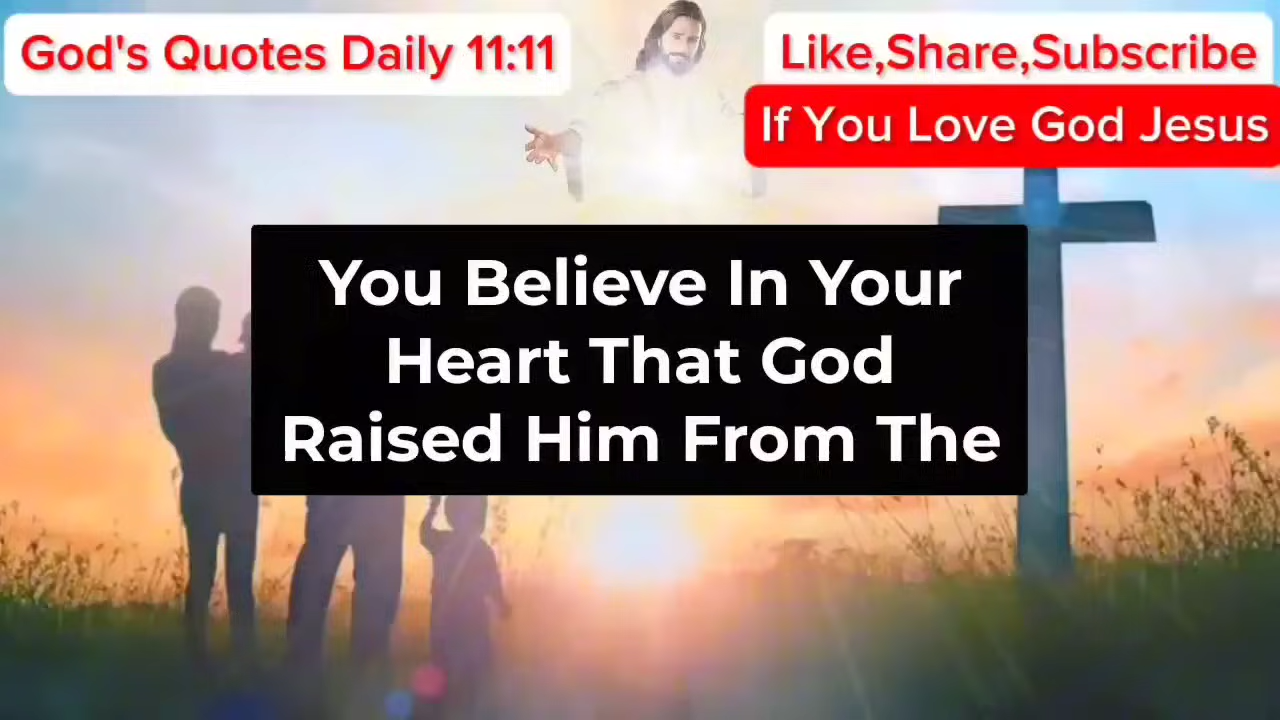 God's Quotes Daily 11:11
Like,Share,Subscribe
If You Love God Jesus
You Believe In Your
Heart That God
Raised Him From The